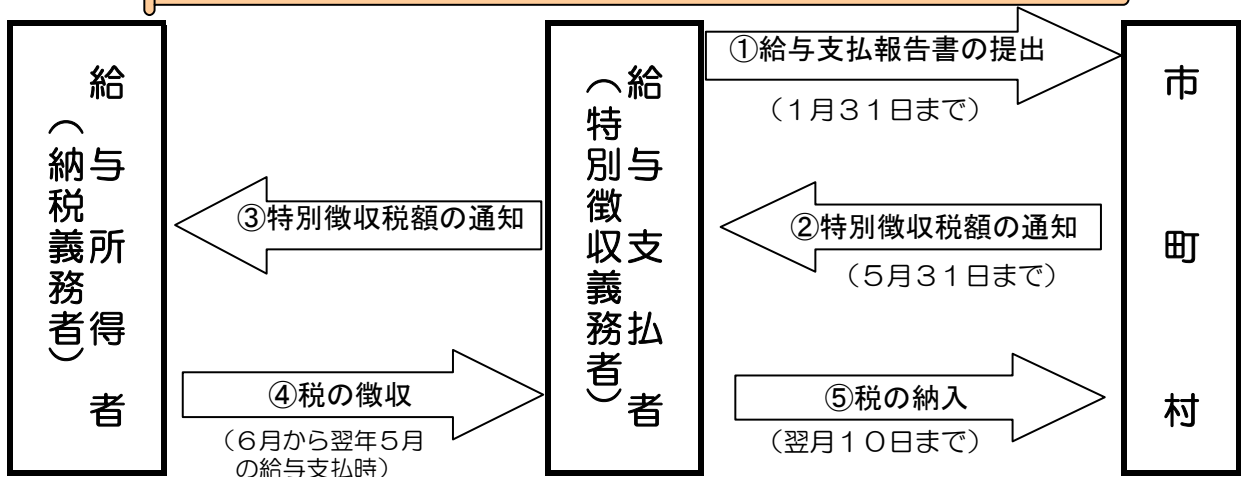 給与所得者
（納税義務者）
給与支払者
（特別徴収義務者）
市町村
①給与支払報告書の提出
（１月３１日まで）
②特別徴収税額の通知
（５月３１日まで）
③特別徴収税額の通知
④税の徴収
（６月から翌年５月
の給与支払時）
⑤税の納入
（翌月１０日まで）